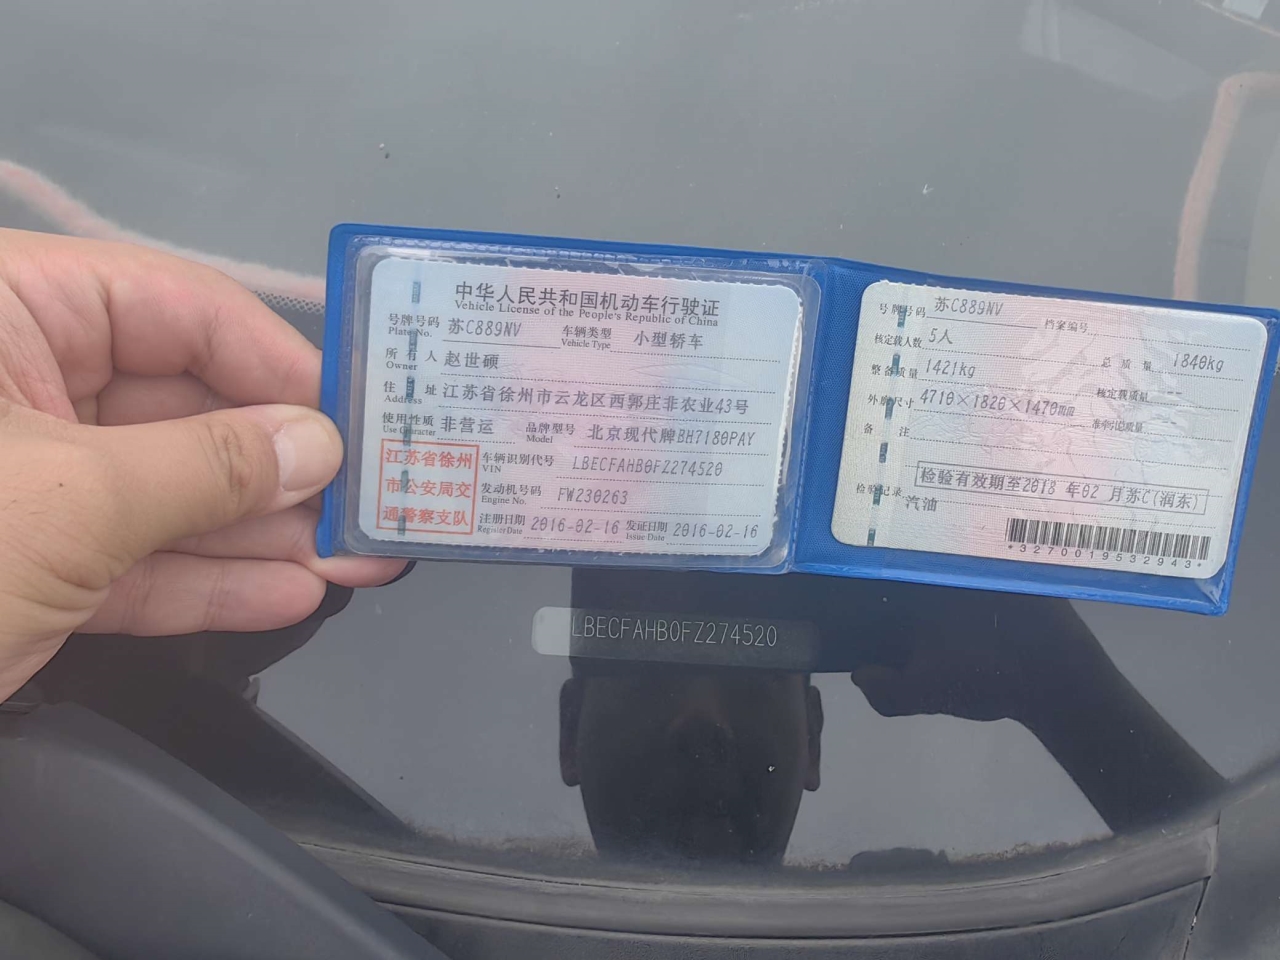 中华人民共和国机动车行驶证
Vehicle License of the People's Republic of China
号牌号码 苏C889NV 车辆类型 小型轿车
Plate No. Vehicle Type
所有人 赵世硕
Owner
住址 江苏省徐州市云龙区西郭庄非农业43号
Address
使用性质 非营运 品牌型号 北京现代牌BH7180PAY
Use Character Model
江苏省徐州
市公安局交
通警察支队
车辆识别代号 LBECFAHB0FZ274520
VIN
发动机号码 FW230263
Engine No.
注册日期 2016-02-16 发证日期 2016-02-16
Register Date Issue Date
号牌号码 苏C889NV 档案编号
核定载人数 5人 总质量 1840kg
整备质量 1421kg 核定载质量 --
外廓尺寸 4710×1820×1470mm 准牵引总质量 --
备注
检验有效期至2018年02月苏C(润东)
检验记录 汽油
*3270019532943*
LBECFAHB0FZ274520